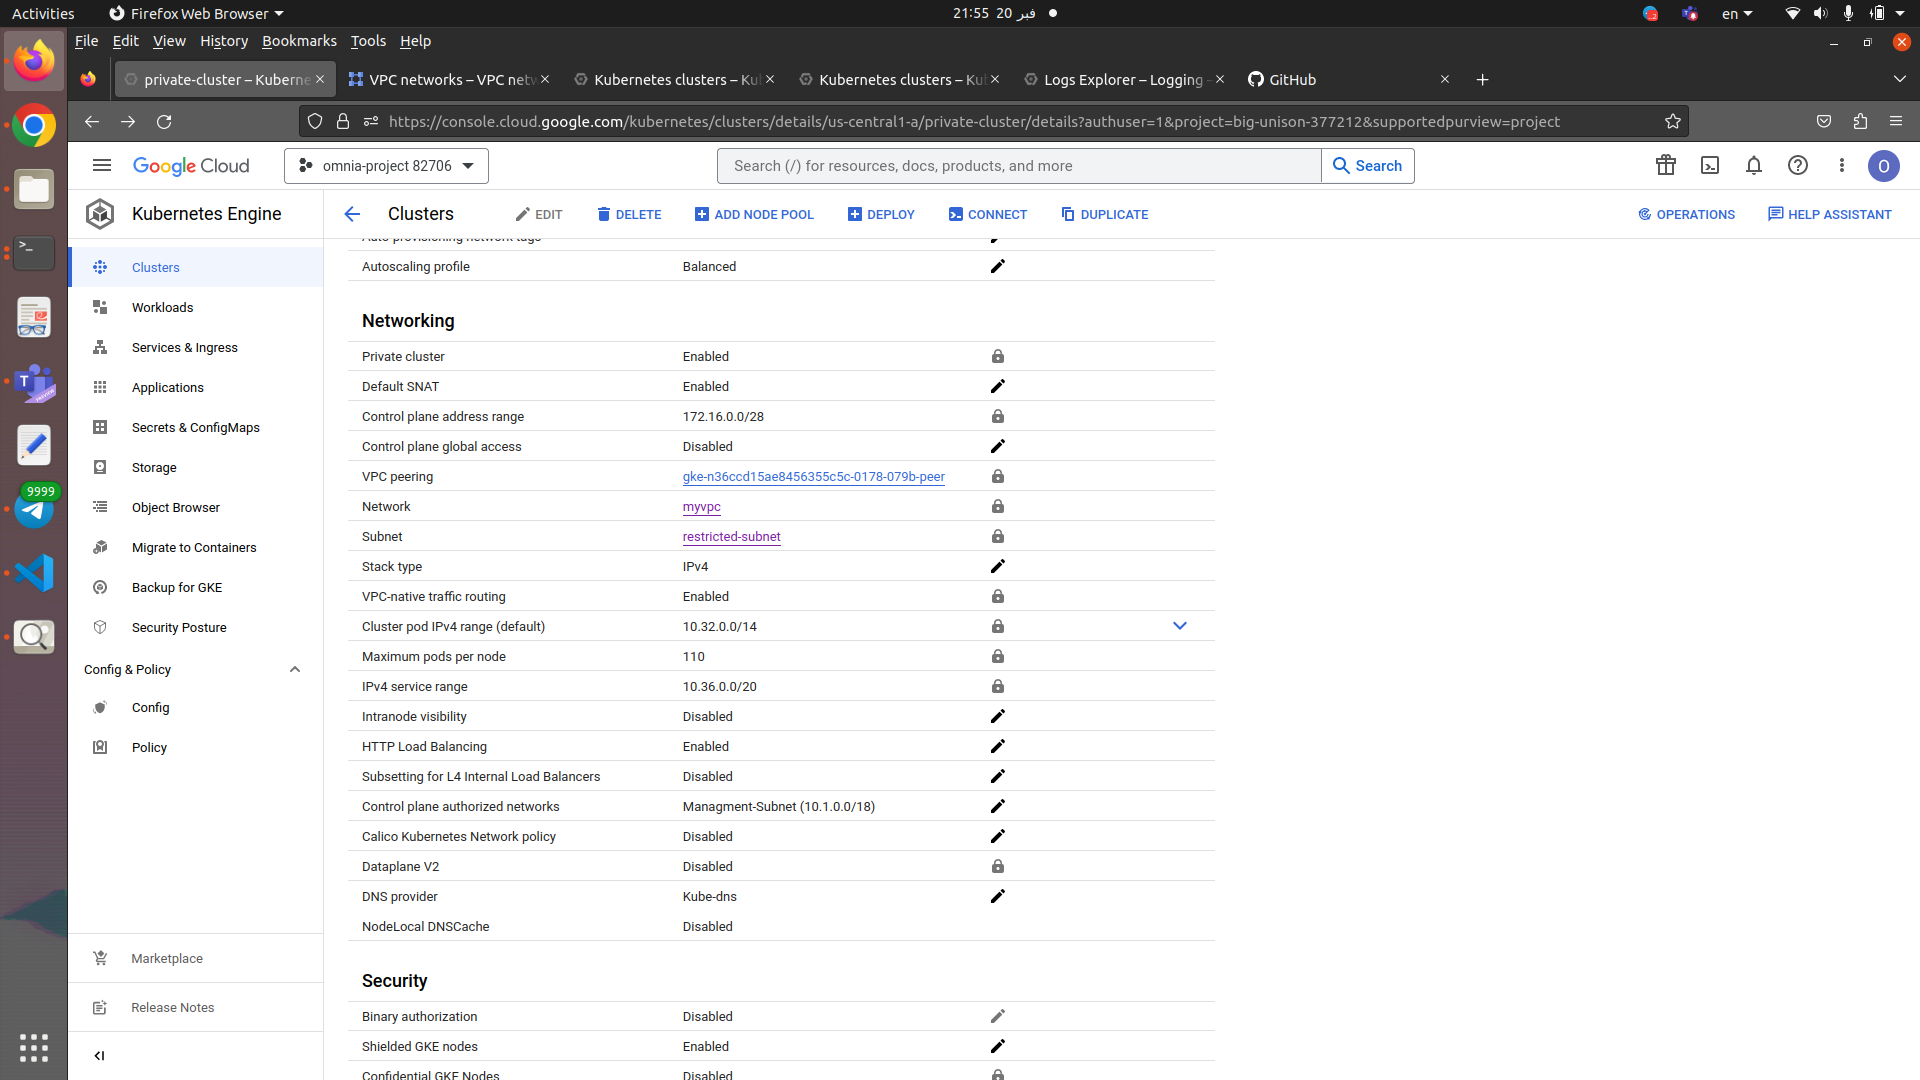 Activities
Firefox Web Browser
21:55 20 فبر
en
File Edit View History Bookmarks Tools Help
private-cluster – Kuberne
VPC networks – VPC netw
Kubernetes clusters – Kul
Kubernetes clusters – Kul
Logs Explorer – Logging –
GitHub
https://console.cloud.google.com/kubernetes/clusters/details/us-central1-a/private-cluster/details?authuser=1&project=big-unison-377212&supportedpurview=project
Google Cloud
omnia-project 82706
Search (/) for resources, docs, products, and more
Search
O
Kubernetes Engine
Clusters
EDIT
DELETE
ADD NODE POOL
DEPLOY
CONNECT
DUPLICATE
OPERATIONS
HELP ASSISTANT
9999
Clusters
Workloads
Services & Ingress
Applications
Secrets & ConfigMaps
Storage
Object Browser
Migrate to Containers
Backup for GKE
Security Posture
Config & Policy
Config
Policy
Marketplace
Release Notes
Auto-provisioning network tags
Autoscaling profile Balanced
Networking
Private cluster Enabled
Default SNAT Enabled
Control plane address range 172.16.0.0/28
Control plane global access Disabled
VPC peering gke-n36ccd15ae8456355c5c-0178-079b-peer
Network myvpc
Subnet restricted-subnet
Stack type IPv4
VPC-native traffic routing Enabled
Cluster pod IPv4 range (default) 10.32.0.0/14
Maximum pods per node 110
IPv4 service range 10.36.0.0/20
Intranode visibility Disabled
HTTP Load Balancing Enabled
Subsetting for L4 Internal Load Balancers Disabled
Control plane authorized networks Managment-Subnet (10.1.0.0/18)
Calico Kubernetes Network policy Disabled
Dataplane V2 Disabled
DNS provider Kube-dns
NodeLocal DNSCache Disabled
Security
Binary authorization Disabled
Shielded GKE nodes Enabled
Confidential GKE Nodes Disabled